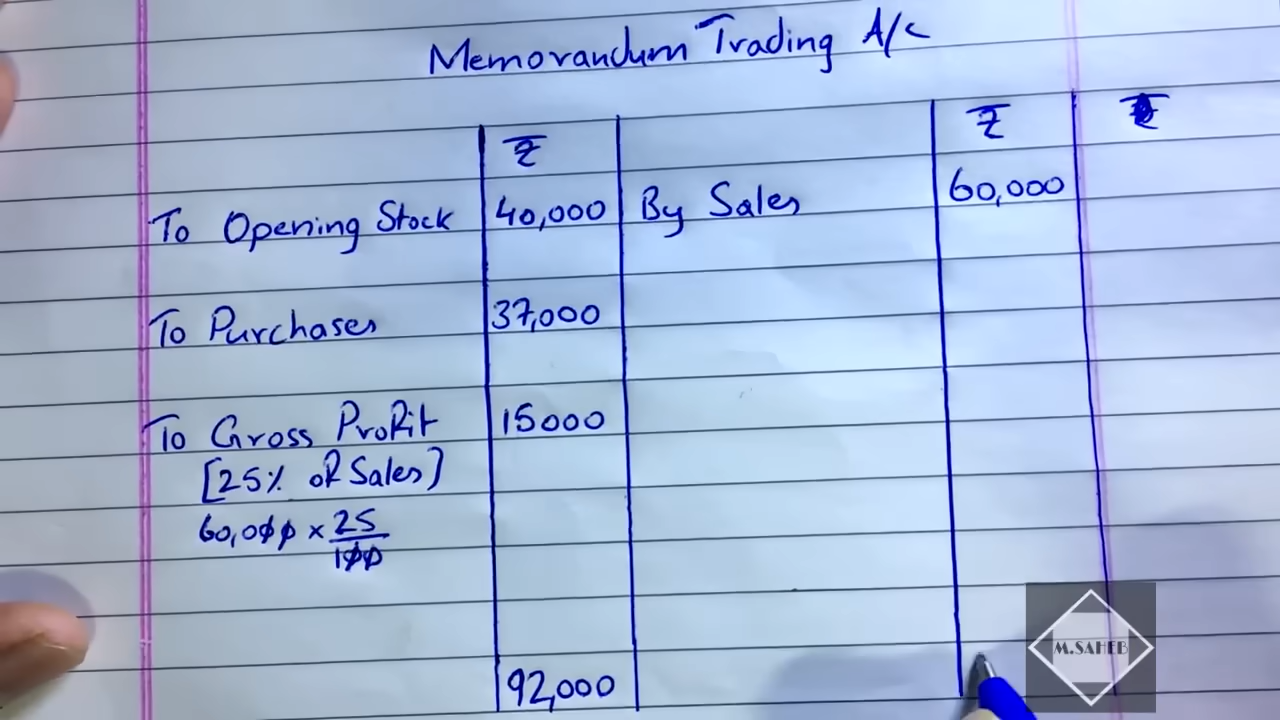 Memorandum Trading A/c
₹ ₹ ₹
To Opening Stock 40,000 By Sales 60,000
To Purchases 37,000
To Gross Profit 15000
[25% of Sales]
60,000 × 25
100
92,000
M.SAHEB